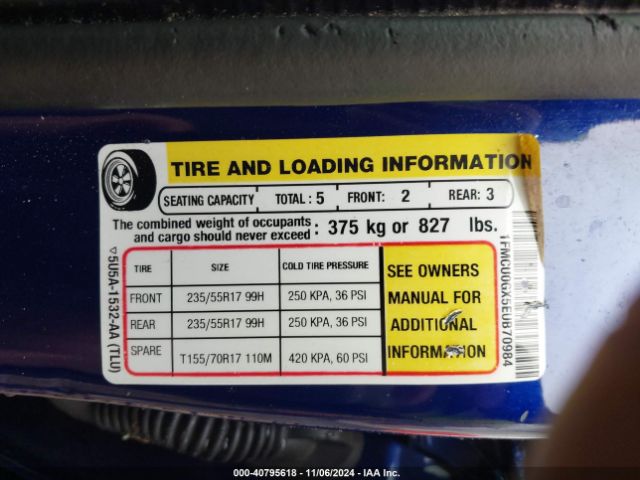 TIRE AND LOADING INFORMATION
SEATING CAPACITY TOTAL : 5 FRONT: 2 REAR: 3
The combined weight of occupants
and cargo should never exceed : 375 kg or 827 lbs.
TIRE SIZE COLD TIRE PRESSURE
FRONT 235/55R17 99H 250 KPA, 36 PSI
REAR 235/55R17 99H 250 KPA, 36 PSI
SPARE T155/70R17 110M 420 KPA, 60 PSI
SEE OWNERS
MANUAL FOR
ADDITIONAL
INFORMATION
5U5A-1532-AA (TLU)
1FMCU0GX5EUB70984
000-40795618 - 11/06/2024 - IAA Inc.